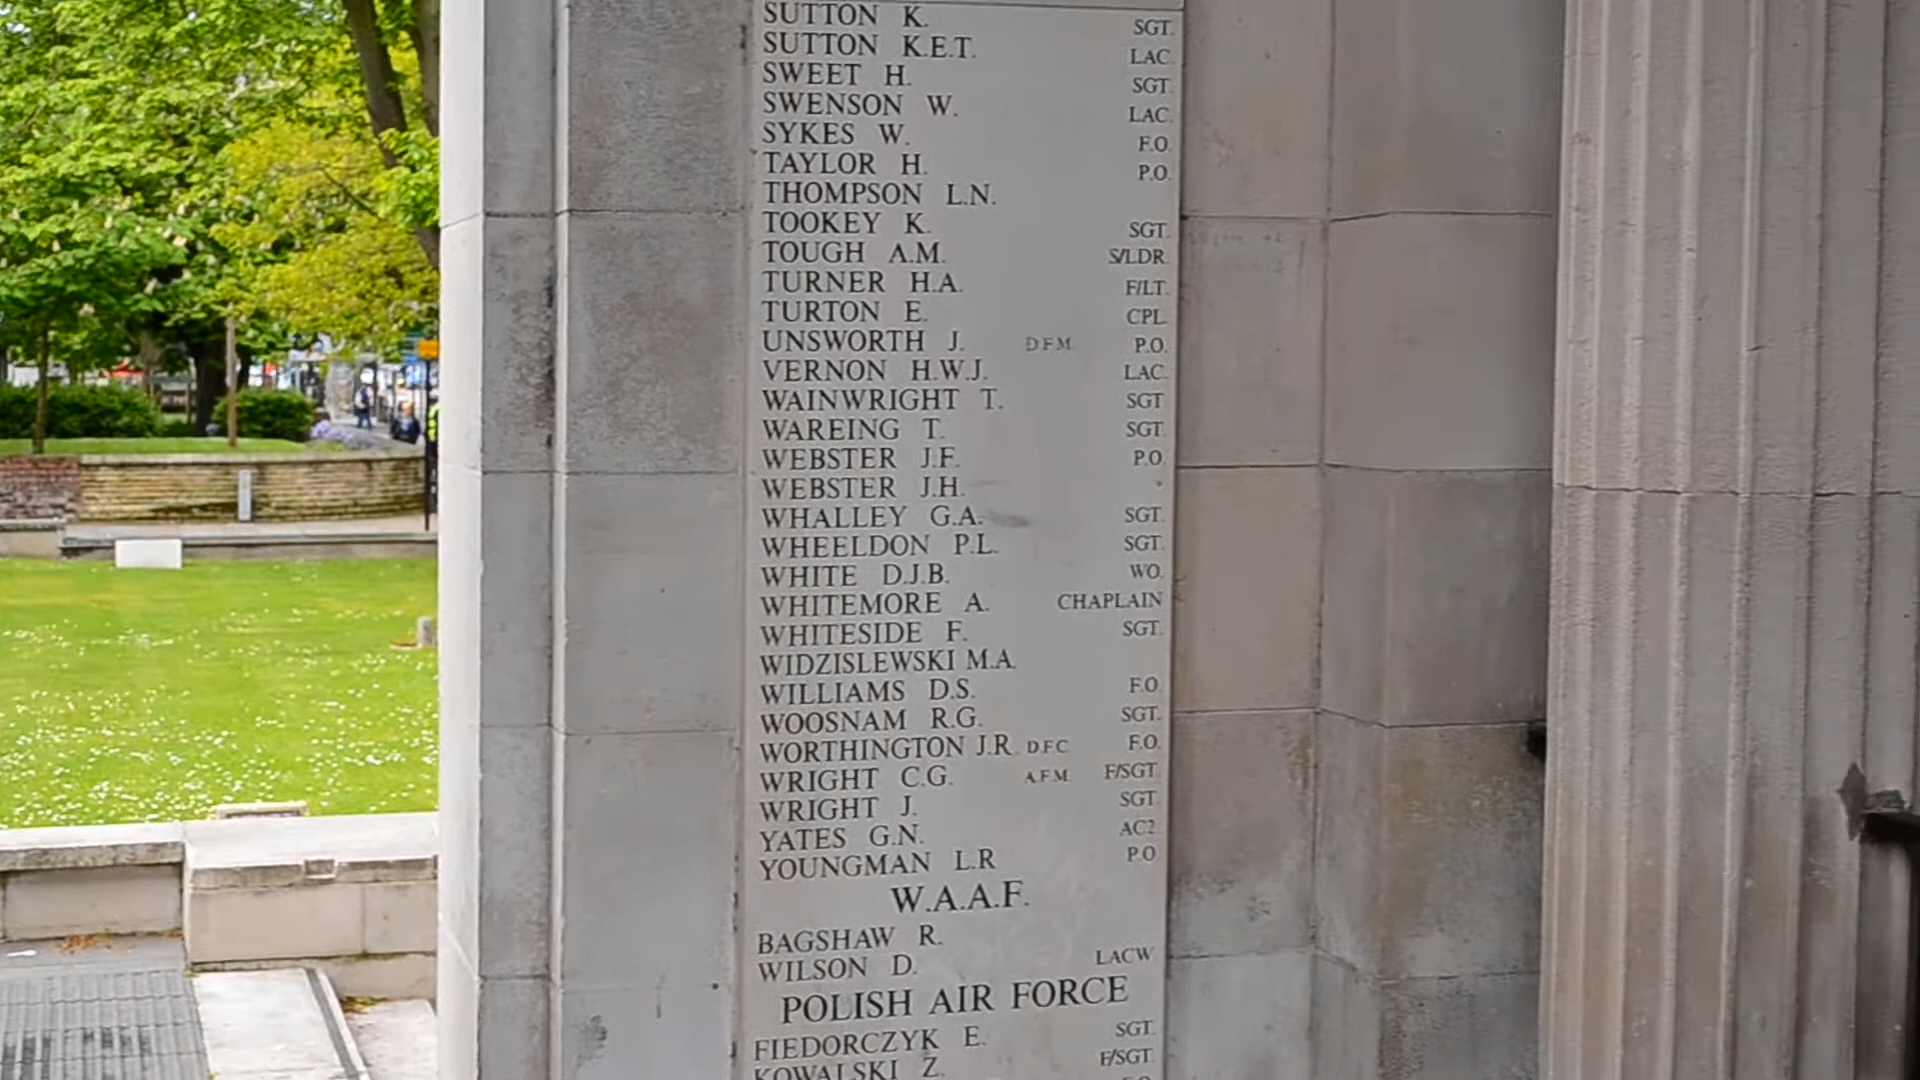 SUTTON K. SGT.
SUTTON K.E.T. LAC.
SWEET H. SGT.
SWENSON W. LAC.
SYKES W. F.O.
TAYLOR H. P.O.
THOMPSON L.N.
TOOKEY K. SGT.
TOUGH A.M. S/LDR.
TURNER H.A. F/LT.
TURTON E. CPL.
UNSWORTH J. D.F.M. P.O.
VERNON H.W.J. LAC.
WAINWRIGHT T. SGT
WAREING T. SGT.
WEBSTER J.F. P.O.
WEBSTER J.H.
WHALLEY G.A. SGT.
WHEELDON P.L. SGT.
WHITE D.J.B. WO.
WHITEMORE A. CHAPLAIN
WHITESIDE F. SGT.
WIDZISLEWSKI M.A.
WILLIAMS D.S. F.O.
WOOSNAM R.G. SGT.
WORTHINGTON J.R. D.F.C F.O.
WRIGHT C.G. A.F.M F/SGT.
WRIGHT J. SGT.
YATES G.N. AC2
YOUNGMAN L.R P.O
W.A.A.F.
BAGSHAW R.
WILSON D. LACW
POLISH AIR FORCE
FIEDORCZYK E. SGT.
KOWALSKI Z. F/SGT.